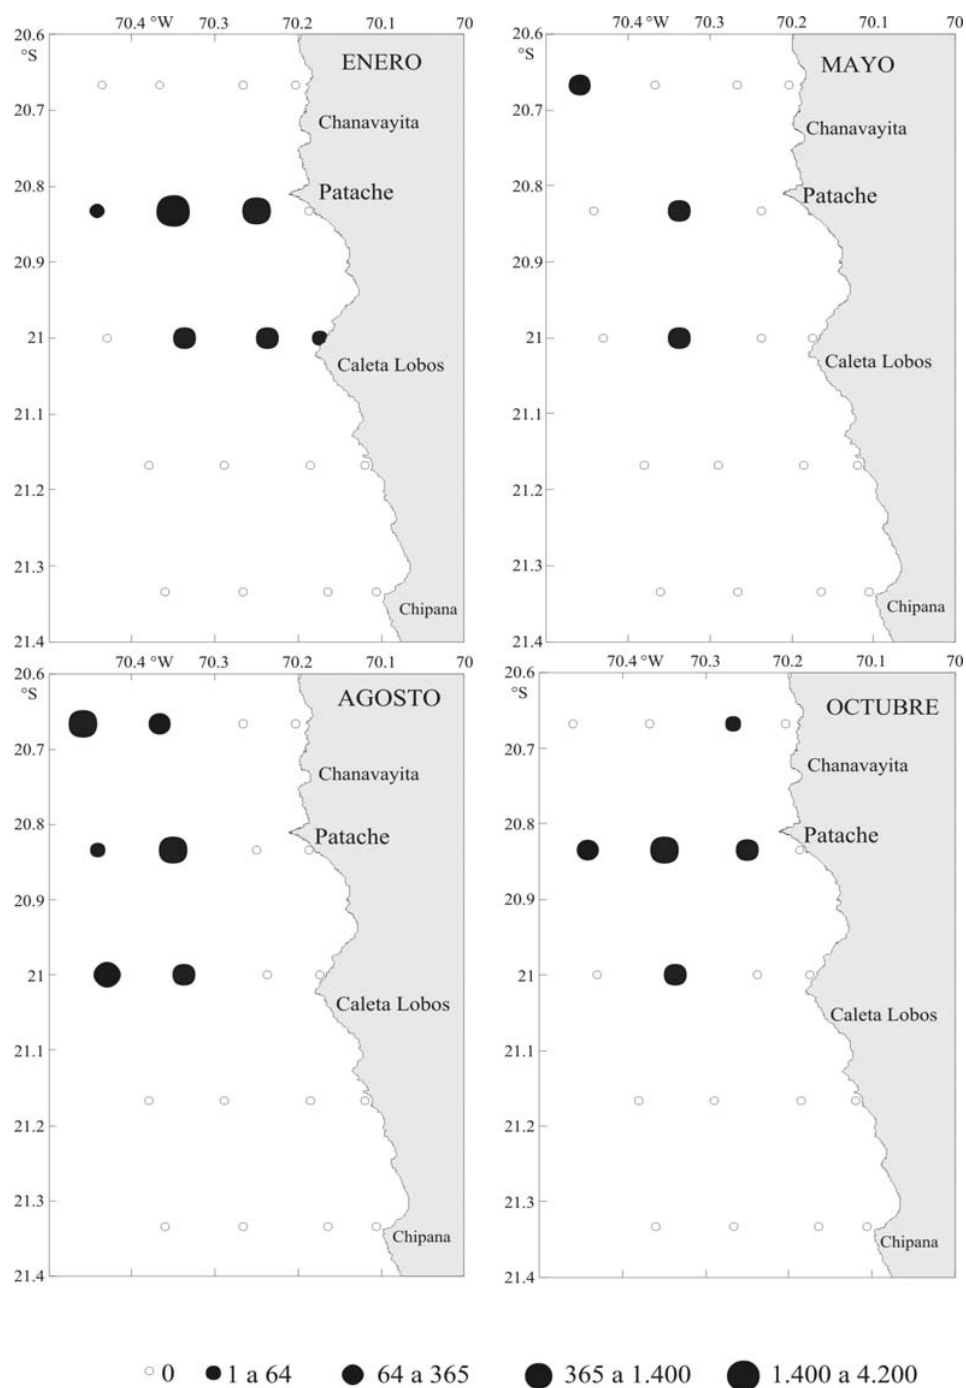 70.4 °W 70.3 70.2 70.1 70
20.6
°S
ENERO
20.7
Chanavayita
20.8
Patache
20.9
21
Caleta Lobos
21.1
21.2
21.3
Chipana
21.4
70.4 °W 70.3 70.2 70.1 70
20.6
°S
MAYO
20.7
Chanavayita
20.8
Patache
20.9
21
Caleta Lobos
21.1
21.2
21.3
Chipana
21.4
70.4 °W 70.3 70.2 70.1 70
20.6
°S
AGOSTO
20.7
Chanavayita
20.8
Patache
20.9
21
Caleta Lobos
21.1
21.2
21.3
Chipana
21.4
70.4 °W 70.3 70.2 70.1 70
20.6
°S
OCTUBRE
20.7
Chanavayita
20.8
Patache
20.9
21
Caleta Lobos
21.1
21.2
21.3
Chipana
21.4
0 1 a 64 64 a 365 365 a 1.400 1.400 a 4.200